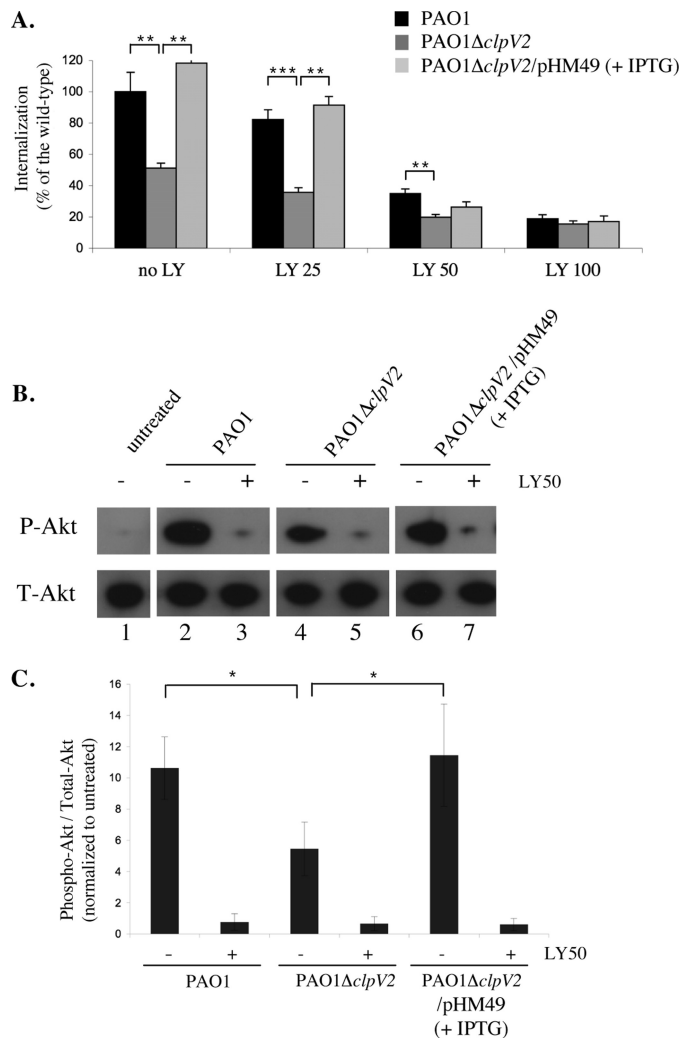 A.
PAO1
PAO1ΔclpV2
PAO1ΔclpV2/pHM49 (+ IPTG)
Internalization
(% of the wild-type)
120
100
80
60
40
20
0
** **
*** **
**
no LY LY 25 LY 50 LY 100
B.
untreated
PAO1
PAO1ΔclpV2
PAO1ΔclpV2/pHM49
(+ IPTG)
- - + - + - + LY50
P-Akt
T-Akt
1 2 3 4 5 6 7
C.
Phospho-Akt / Total-Akt
(normalized to untreated)
16
14
12
10
8
6
4
2
0
* *
- + - + - + LY50
PAO1 PAO1ΔclpV2 PAO1ΔclpV2
/pHM49
(+ IPTG)